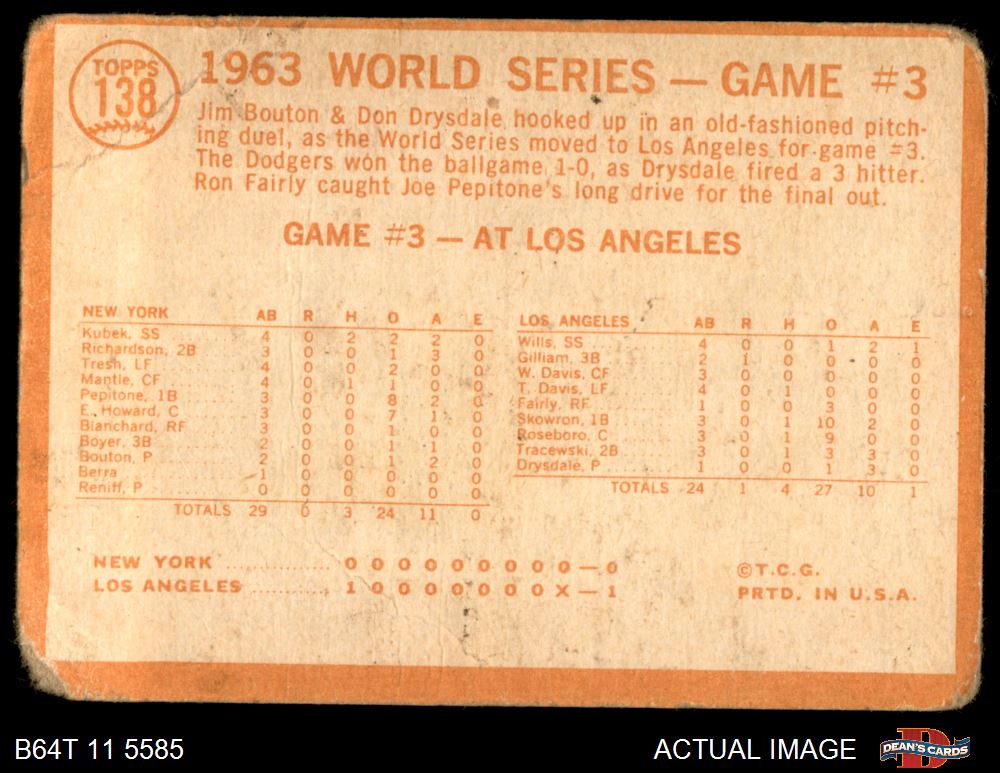 TOPPS
138
1963 WORLD SERIES — GAME #3
Jim Bouton & Don Drysdale hooked up in an old-fashioned pitch-
ing duel, as the World Series moved to Los Angeles for game #3.
The Dodgers won the ballgame 1-0, as Drysdale fired a 3 hitter.
Ron Fairly caught Joe Pepitone's long drive for the final out.
GAME #3 — AT LOS ANGELES
NEW YORK AB R H O A E
Kubek, SS 4 0 2 2 2 0
Richardson, 2B 3 0 0 1 3 0
Tresh, LF 4 0 0 2 0 0
Mantle, CF 4 0 1 1 0 0
Pepitone, 1B 3 0 0 8 2 0
E. Howard, C 3 0 0 7 1 0
Blanchard, RF 3 0 0 1 0 0
Boyer, 3B 2 0 0 1 1 0
Bouton, P 2 0 0 1 2 0
Berra 1 0 0 0 0 0
Reniff, P 0 0 0 0 0 0
TOTALS 29 0 3 24 11 0
LOS ANGELES AB R H O A E
Wills, SS 4 0 0 1 2 1
Gilliam, 3B 2 1 0 0 0 0
W. Davis, CF 3 0 0 0 0 0
T. Davis, LF 4 0 1 0 0 0
Fairly, RF 1 0 0 3 0 0
Skowron, 1B 3 0 1 10 2 0
Roseboro, C 3 0 1 9 0 0
Tracewski, 2B 3 0 1 3 3 0
Drysdale, P 1 0 0 1 3 0
TOTALS 24 1 4 27 10 1
NEW YORK 0 0 0 0 0 0 0 0 0 — 0
LOS ANGELES 1 0 0 0 0 0 0 0 X — 1
©T.C.G.
PRTD. IN U.S.A.
B64T 11 5585
ACTUAL IMAGE
DEAN'S CARDS